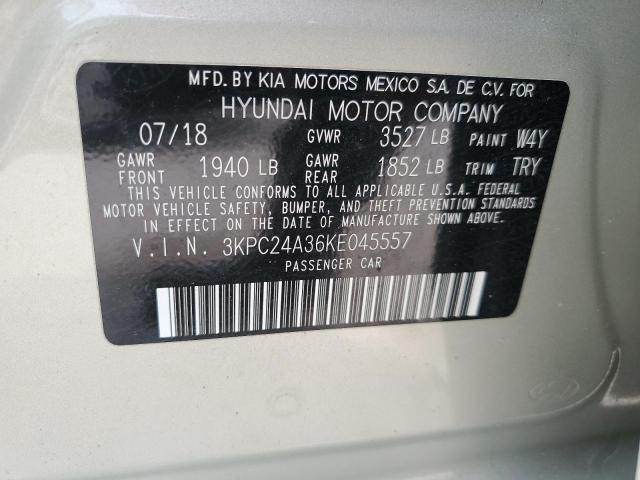 MFD. BY KIA MOTORS MEXICO S.A. DE C.V. FOR
HYUNDAI MOTOR COMPANY
07/18 GVWR 3527 LB PAINT W4Y
GAWR FRONT 1940 LB GAWR REAR 1852 LB TRIM TRY
THIS VEHICLE CONFORMS TO ALL APPLICABLE U.S.A. FEDERAL
MOTOR VEHICLE SAFETY, BUMPER, AND THEFT PREVENTION STANDARDS
IN EFFECT ON THE DATE OF MANUFACTURE SHOWN ABOVE.
V.I.N. 3KPC24A36KE045557
PASSENGER CAR